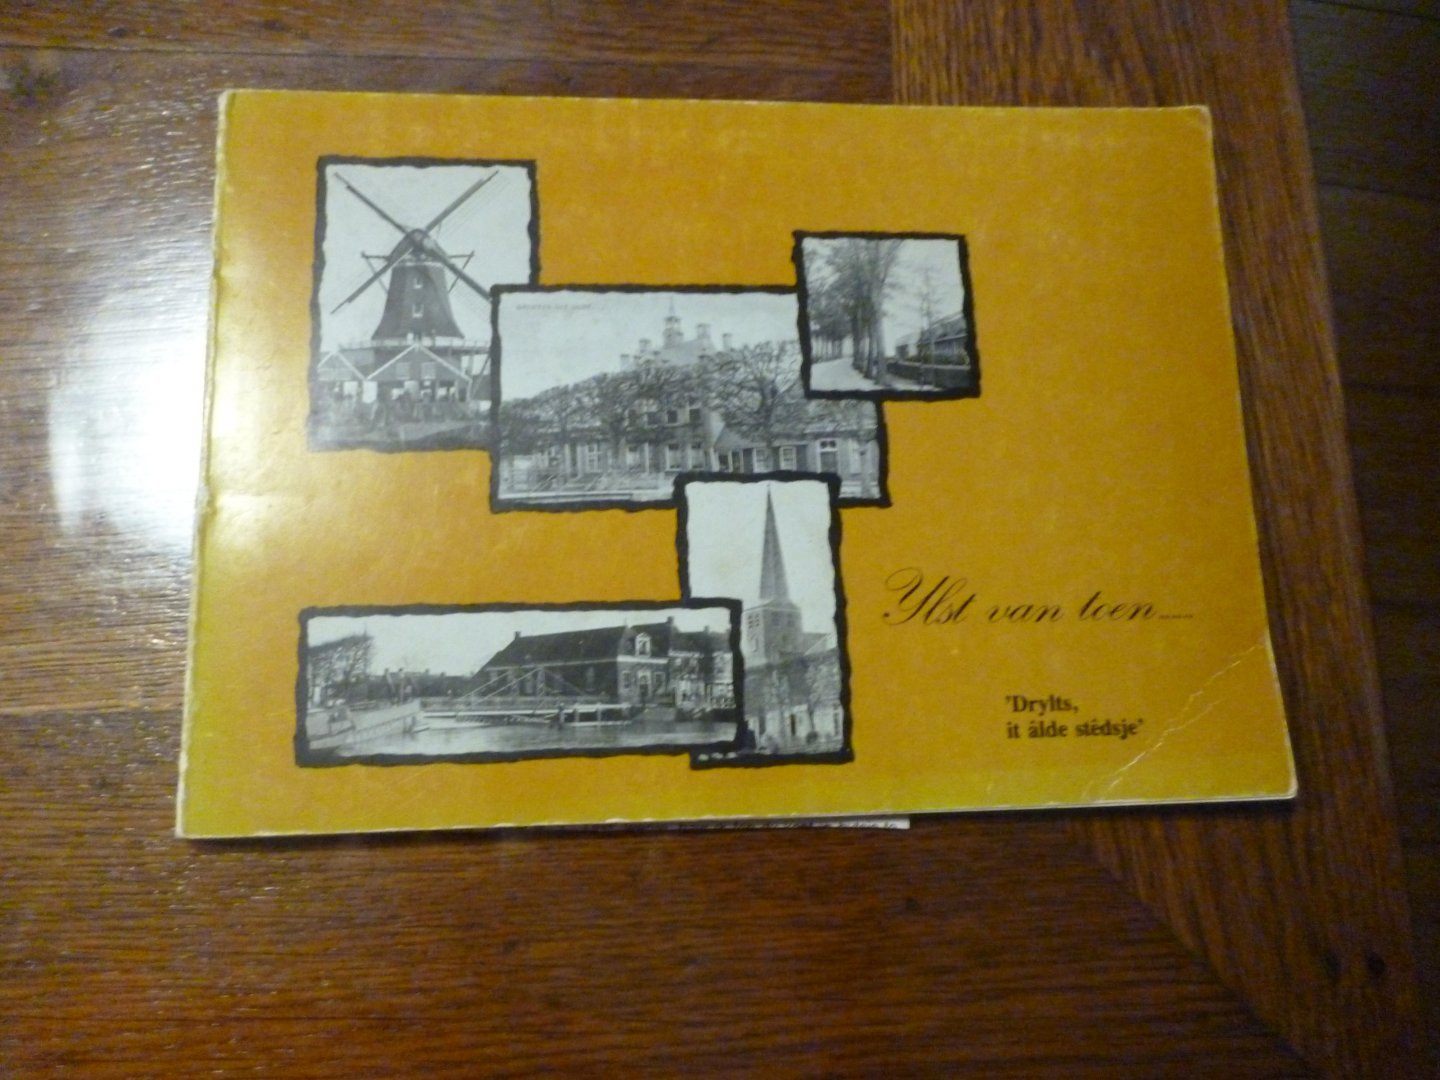 Ylst van toen......
'Drylts,
it âlde stêdsje'